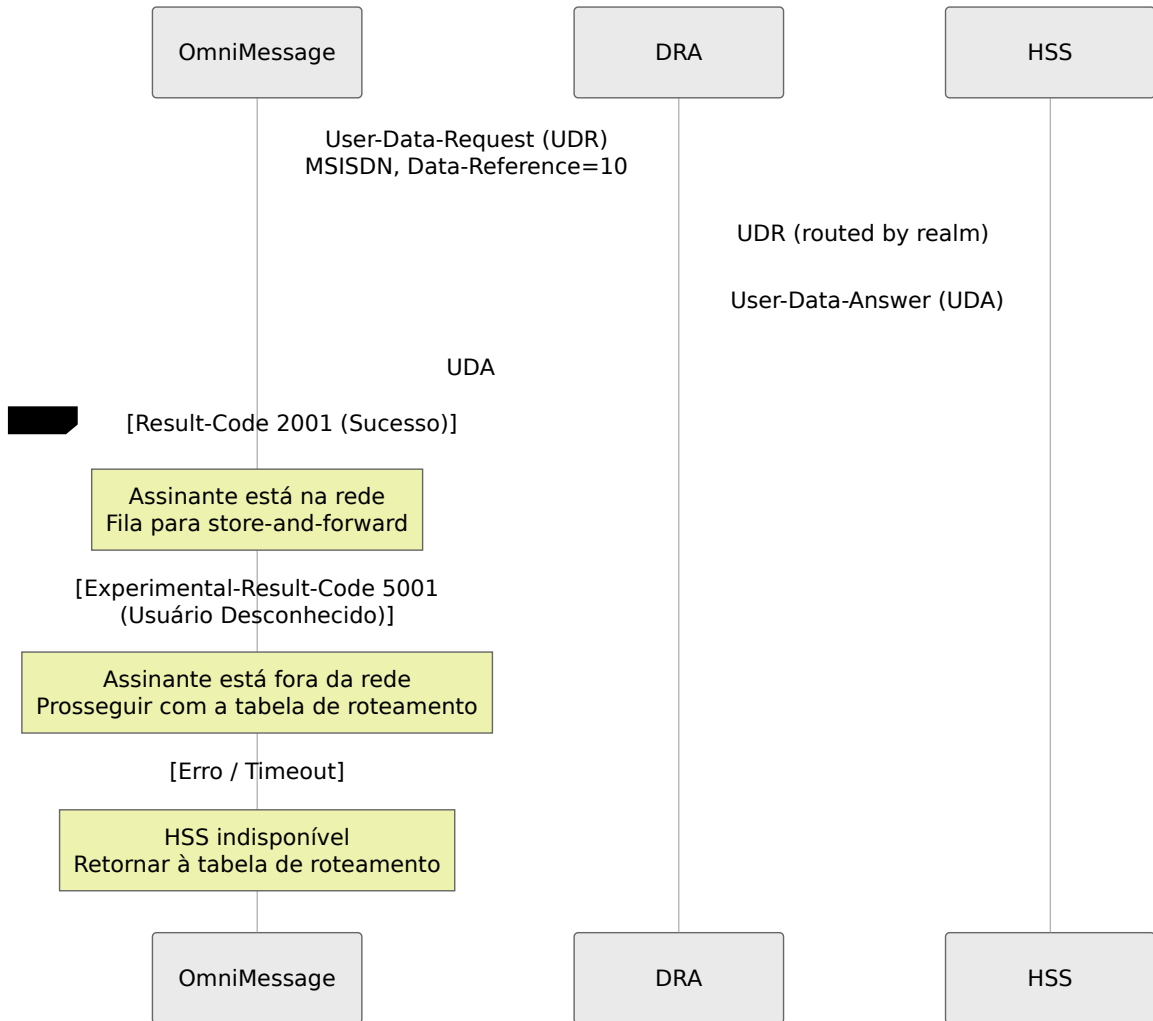 OmniMessage
DRA
HSS
User-Data-Request (UDR)
MSISDN, Data-Reference=10
UDR (routed by realm)
User-Data-Answer (UDA)
UDA
[Result-Code 2001 (Sucesso)]
Assinante está na rede
Fila para store-and-forward
[Experimental-Result-Code 5001
(Usuário Desconhecido)]
Assinante está fora da rede
Prosseguir com a tabela de roteamento
[Erro / Timeout]
HSS indisponível
Retornar à tabela de roteamento
OmniMessage
DRA
HSS